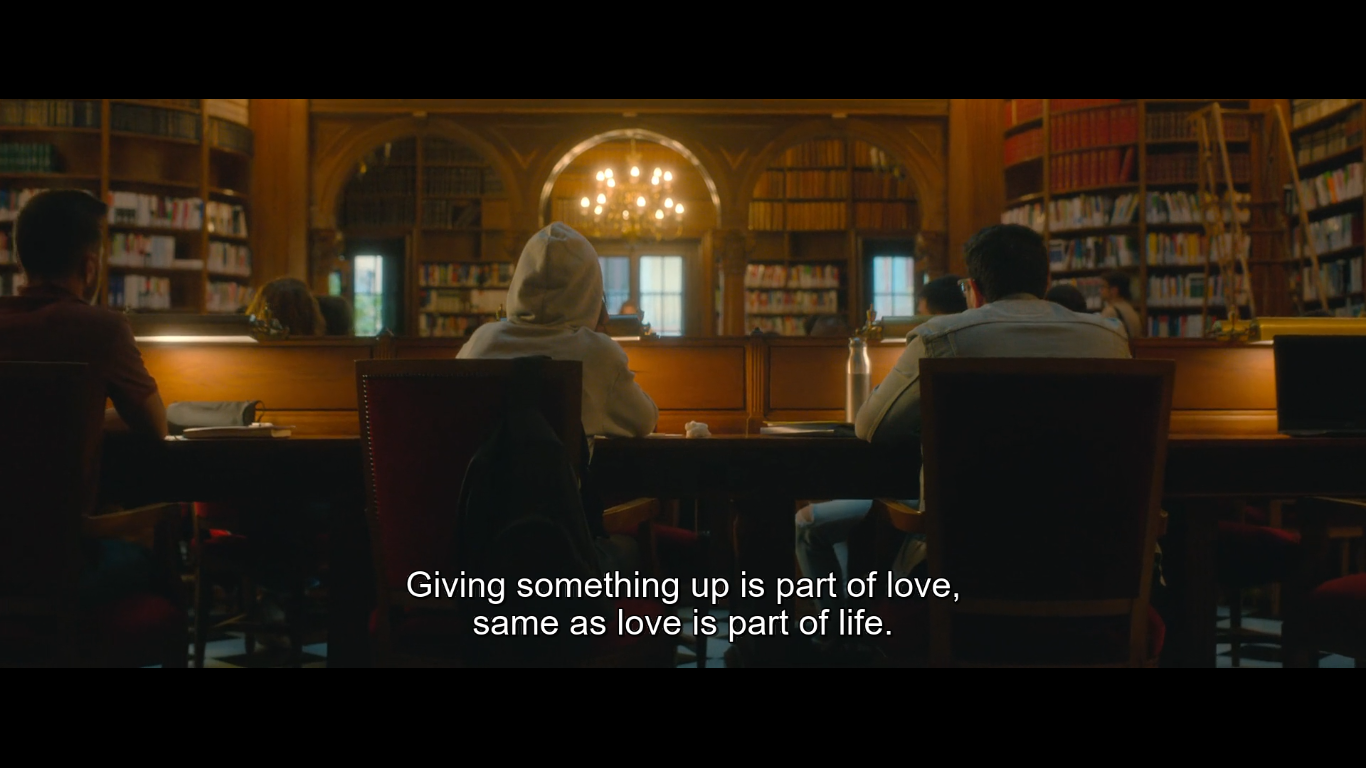 Giving something up is part of love,
same as love is part of life.